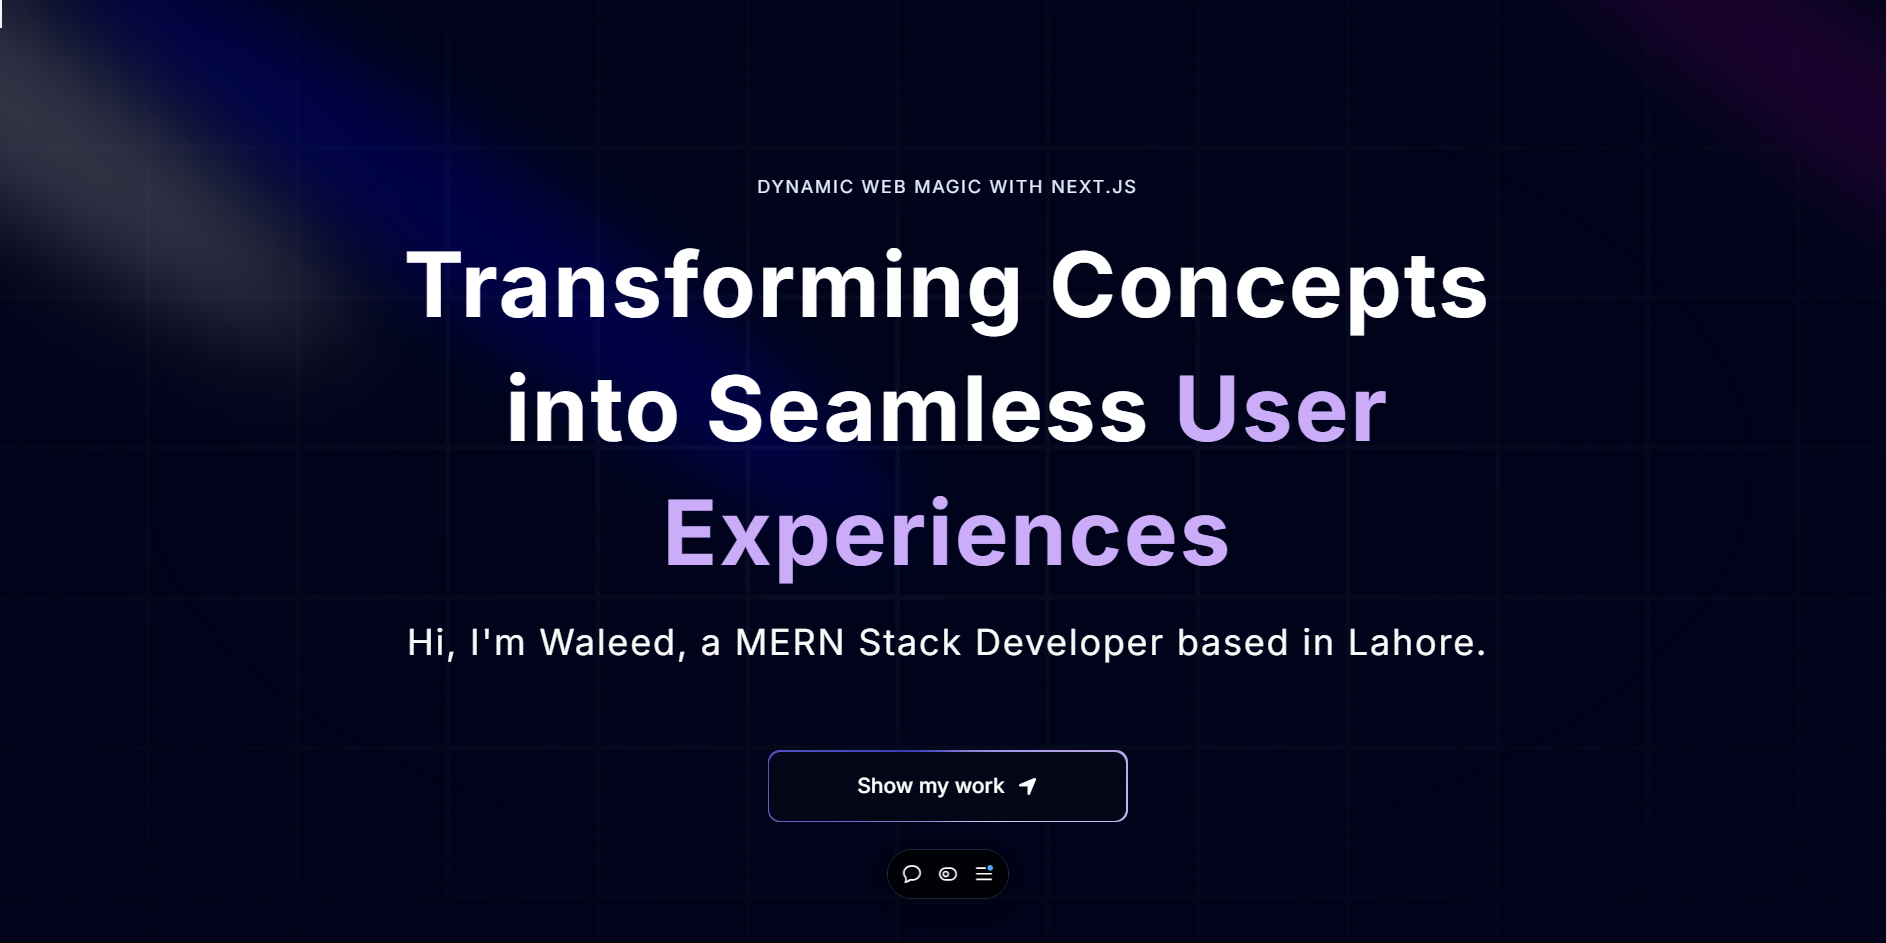 DYNAMIC WEB MAGIC WITH NEXT.JS
Transforming Concepts
into Seamless User
Experiences
Hi, I'm Waleed, a MERN Stack Developer based in Lahore.
Show my work